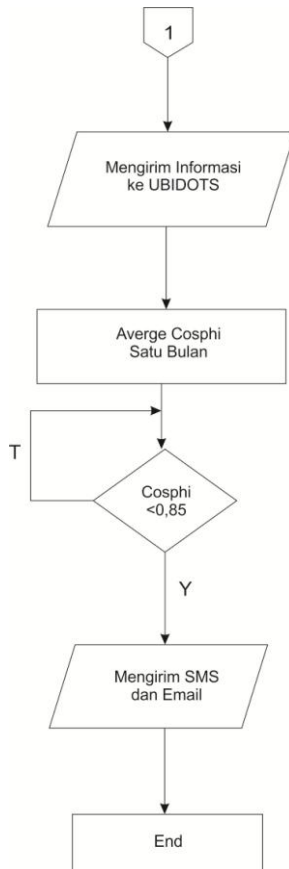 1
Mengirim Informasi
ke UBIDOTS
Averge Cosphi
Satu Bulan
T
Cosphi
<0,85
Y
Mengirim SMS
dan Email
End